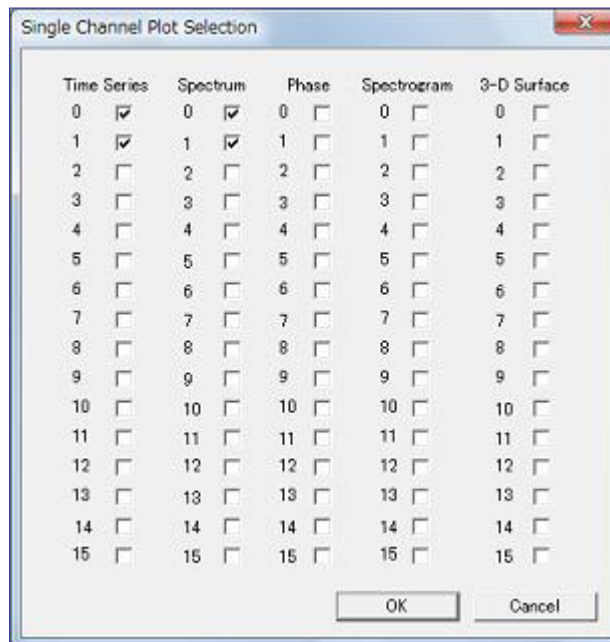 Single Channel Plot Selection
Time Series Spectrum Phase Spectrogram 3-D Surface
0 0 0 0 0
1 1 1 1 1
2 2 2 2 2
3 3 3 3 3
4 4 4 4 4
5 5 5 5 5
6 6 6 6 6
7 7 7 7 7
8 8 8 8 8
9 9 9 9 9
10 10 10 10 10
11 11 11 11 11
12 12 12 12 12
13 13 13 13 13
14 14 14 14 14
15 15 15 15 15
OK Cancel